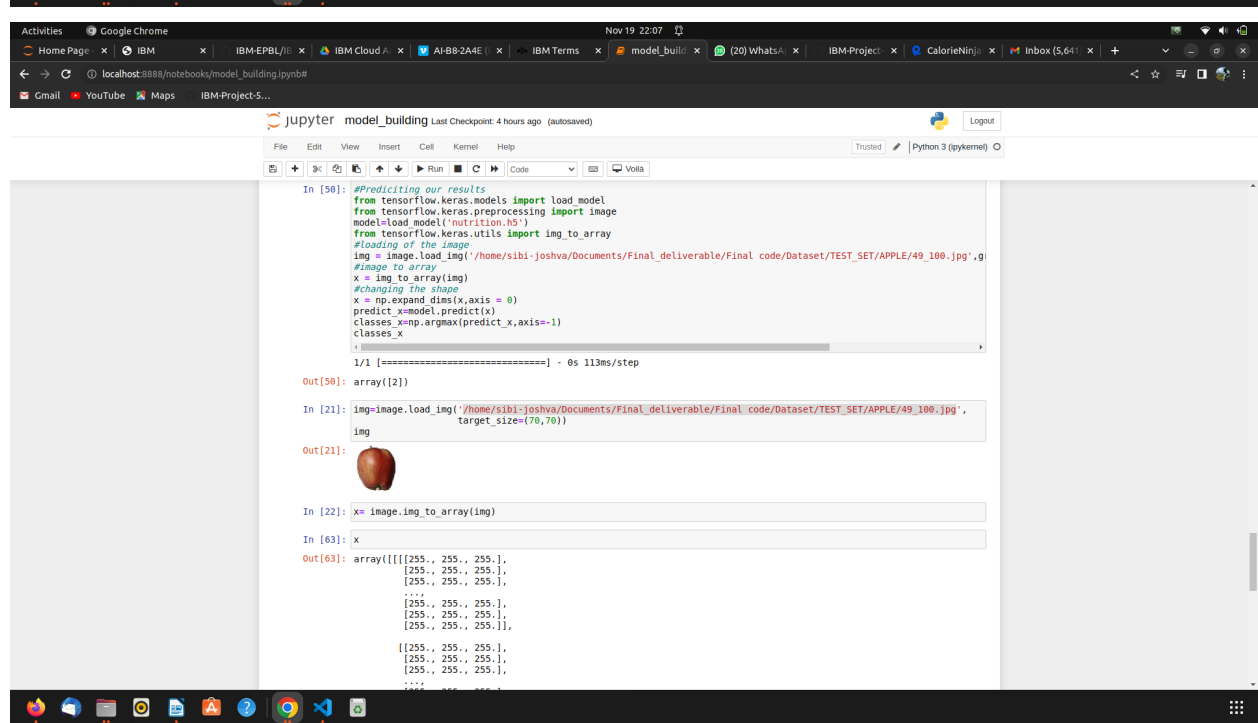 Activities Google Chrome Nov 19 22:07
Home Page - IBM IBM-EPBL/IB IBM Cloud Ac AI-B8-2A4E ( IBM Terms model_build (20) WhatsA IBM-Project- CalorieNinja Inbox (5,641
localhost:8888/notebooks/model_building.ipynb#
Gmail YouTube Maps IBM-Project-5...
jupyter model_building Last Checkpoint: 4 hours ago (autosaved) Logout
File Edit View Insert Cell Kernel Help Trusted Python 3 (ipykernel)
Run Code Voilà
In [50]: #Prediciting our results
from tensorflow.keras.models import load_model
from tensorflow.keras.preprocessing import image
model=load_model('nutrition.h5')
from tensorflow.keras.utils import img_to_array
#loading of the image
img = image.load_img('/home/sibi-joshva/Documents/Final_deliverable/Final code/Dataset/TEST_SET/APPLE/49_100.jpg',g
#image to array
x = img_to_array(img)
#changing the shape
x = np.expand_dims(x,axis = 0)
predict_x=model.predict(x)
classes_x=np.argmax(predict_x,axis=-1)
classes_x
1/1 [==============================] - 0s 113ms/step
Out[50]: array([2])
In [21]: img=image.load_img('/home/sibi-joshva/Documents/Final_deliverable/Final code/Dataset/TEST_SET/APPLE/49_100.jpg',
target_size=(70,70))
img
Out[21]:
In [22]: x= image.img_to_array(img)
In [63]: x
Out[63]: array([[[[255., 255., 255.],
[255., 255., 255.],
[255., 255., 255.],
...,
[255., 255., 255.],
[255., 255., 255.],
[255., 255., 255.]],
[[255., 255., 255.],
[255., 255., 255.],
[255., 255., 255.],
...,